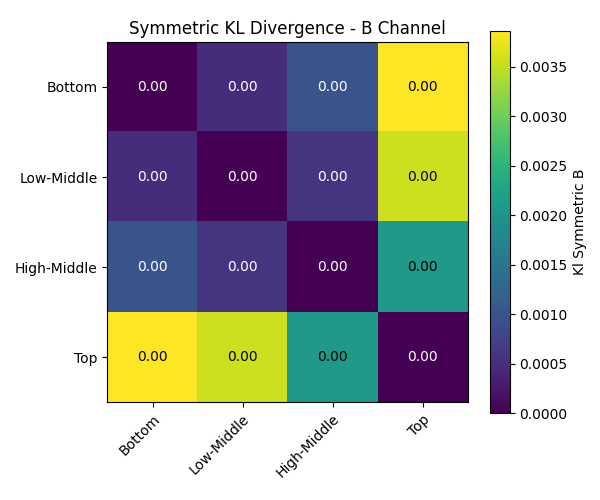 Symmetric KL Divergence - B Channel
Bottom 0.00 0.00 0.00 0.00
Low-Middle 0.00 0.00 0.00 0.00
High-Middle 0.00 0.00 0.00 0.00
Top 0.00 0.00 0.00 0.00
Bottom Low-Middle High-Middle Top
0.0035
0.0030
0.0025
0.0020
0.0015
0.0010
0.0005
0.0000
Kl Symmetric B